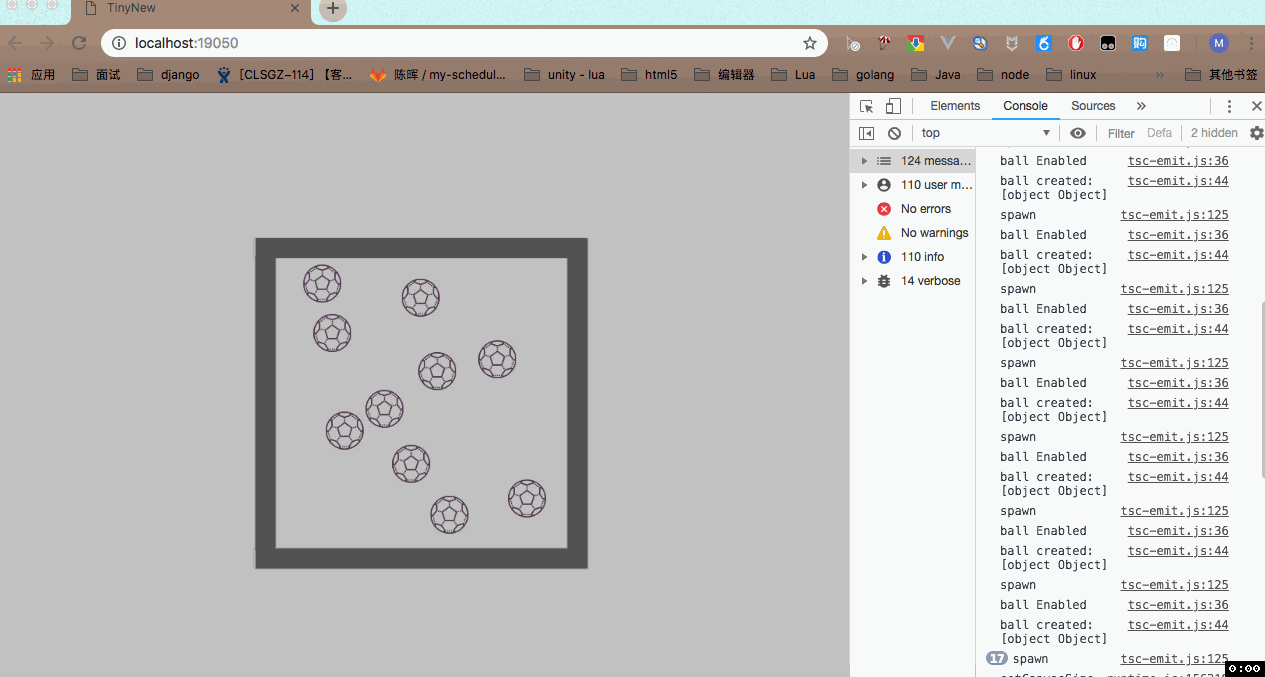 TinyNew
localhost:19050
M
应用 面试 django [CLSGZ-114] 【客... 陈晖 / my-schedul... unity - lua html5 编辑器 Lua golang Java node linux » 其他书签
Elements Console Sources »
top Filter Defa 2 hidden
124 messa...
110 user m...
No errors
No warnings
110 info
14 verbose
ball Enabled tsc-emit.js:36
ball created: tsc-emit.js:44
[object Object]
spawn tsc-emit.js:125
ball Enabled tsc-emit.js:36
ball created: tsc-emit.js:44
[object Object]
spawn tsc-emit.js:125
ball Enabled tsc-emit.js:36
ball created: tsc-emit.js:44
[object Object]
spawn tsc-emit.js:125
ball Enabled tsc-emit.js:36
ball created: tsc-emit.js:44
[object Object]
spawn tsc-emit.js:125
ball Enabled tsc-emit.js:36
ball created: tsc-emit.js:44
[object Object]
spawn tsc-emit.js:125
ball Enabled tsc-emit.js:36
ball created: tsc-emit.js:44
[object Object]
spawn tsc-emit.js:125
ball Enabled tsc-emit.js:36
ball created: tsc-emit.js:44
[object Object]
17 spawn tsc-emit.js:125
0:00